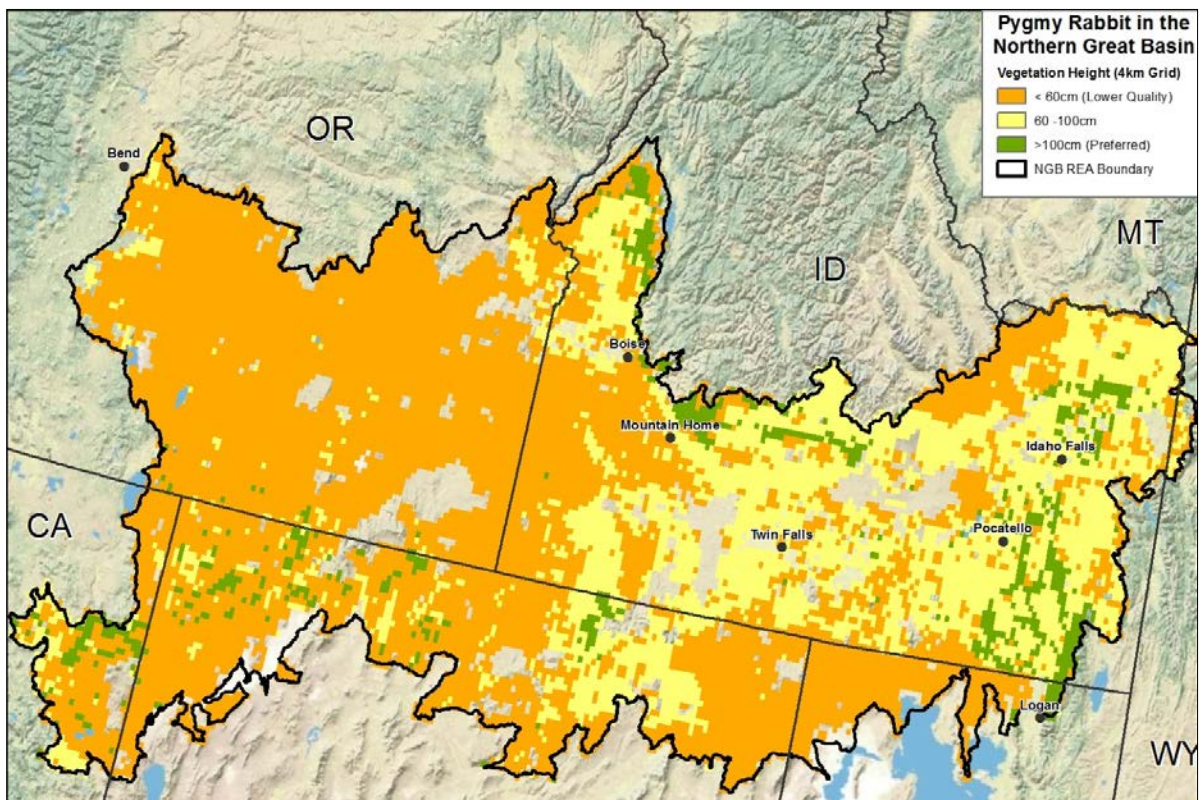 Pygmy Rabbit in the
Northern Great Basin
Vegetation Height (4km Grid)
< 60cm (Lower Quality)
60 -100cm
>100cm (Preferred)
NGB REA Boundary
OR
Bend
MT
ID
Boise
Mountain Home
Idaho Falls
CA
Twin Falls
Pocatello
Logan
WY